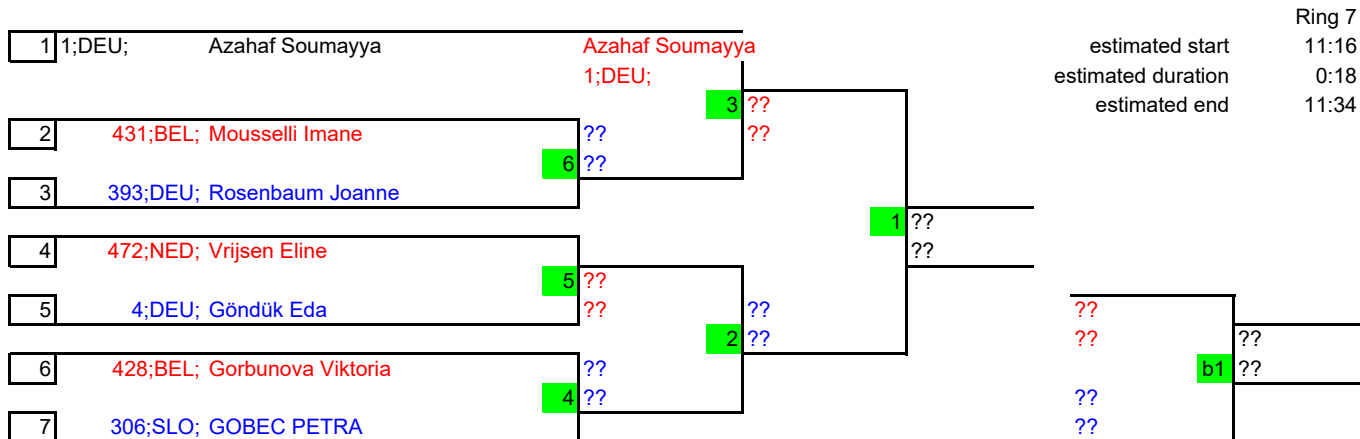 Ring 7
1 1;DEU; Azahaf Soumayya Azahaf Soumayya estimated start 11:16
1;DEU; estimated duration 0:18
3 ?? estimated end 11:34
2 431;BEL; Mousselli Imane ?? ??
6 ??
3 393;DEU; Rosenbaum Joanne
1 ??
4 472;NED; Vrijsen Eline ??
5 ??
5 4;DEU; Göndük Eda ?? ?? ??
2 ?? ?? ??
6 428;BEL; Gorbunova Viktoria ?? b1 ??
4 ?? ??
7 306;SLO; GOBEC PETRA ??